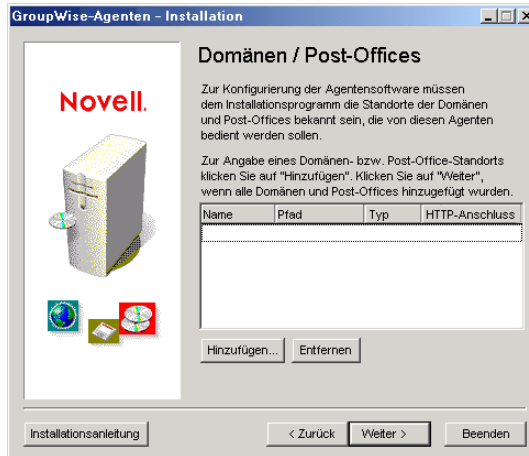 GroupWise-Agenten – Installation
Novell.
Domänen / Post-Offices
Zur Konfigurierung der Agentensoftware müssen
dem Installationsprogramm die Standorte der Domänen
und Post-Offices bekannt sein, die von diesen Agenten
bedient werden sollen.
Zur Angabe eines Domänen- bzw. Post-Office-Standorts
klicken Sie auf "Hinzufügen". Klicken Sie auf "Weiter",
wenn alle Domänen und Post-Offices hinzugefügt wurden.
Name Pfad Typ HTTP-Anschluss
Hinzufügen... Entfernen
Installationsanleitung < Zurück Weiter > Beenden